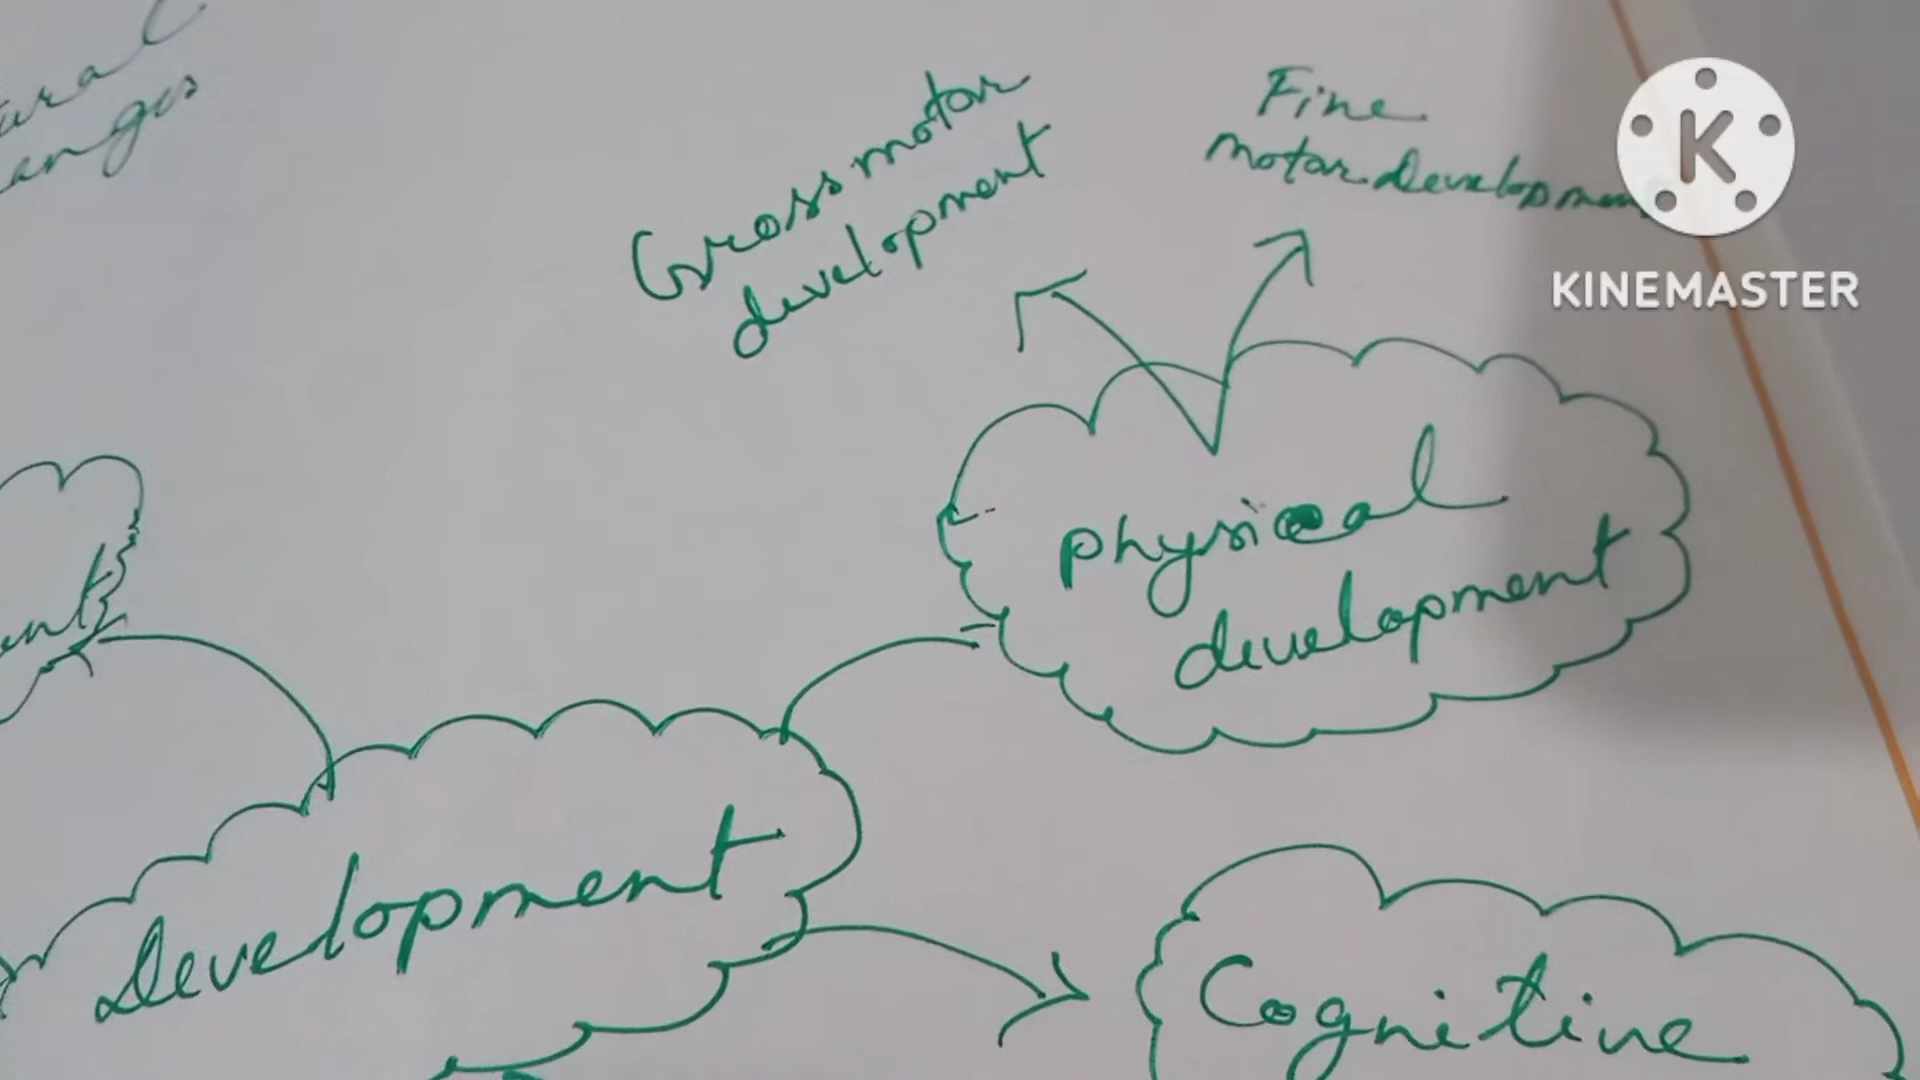 Gross motor
development
Fine
motor development
KINEMASTER
physical
development
development
Cognitive